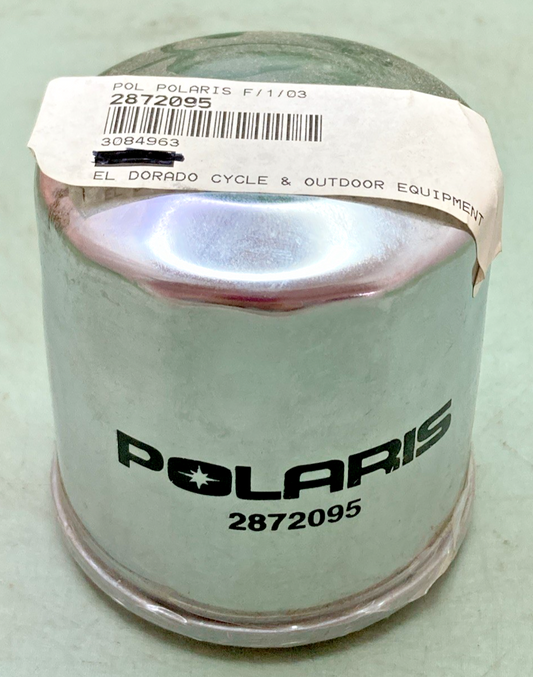 POL POLARIS F/1/03
2872095
3084963
EL DORADO CYCLE & OUTDOOR EQUIPMENT
POLARIS
2872095